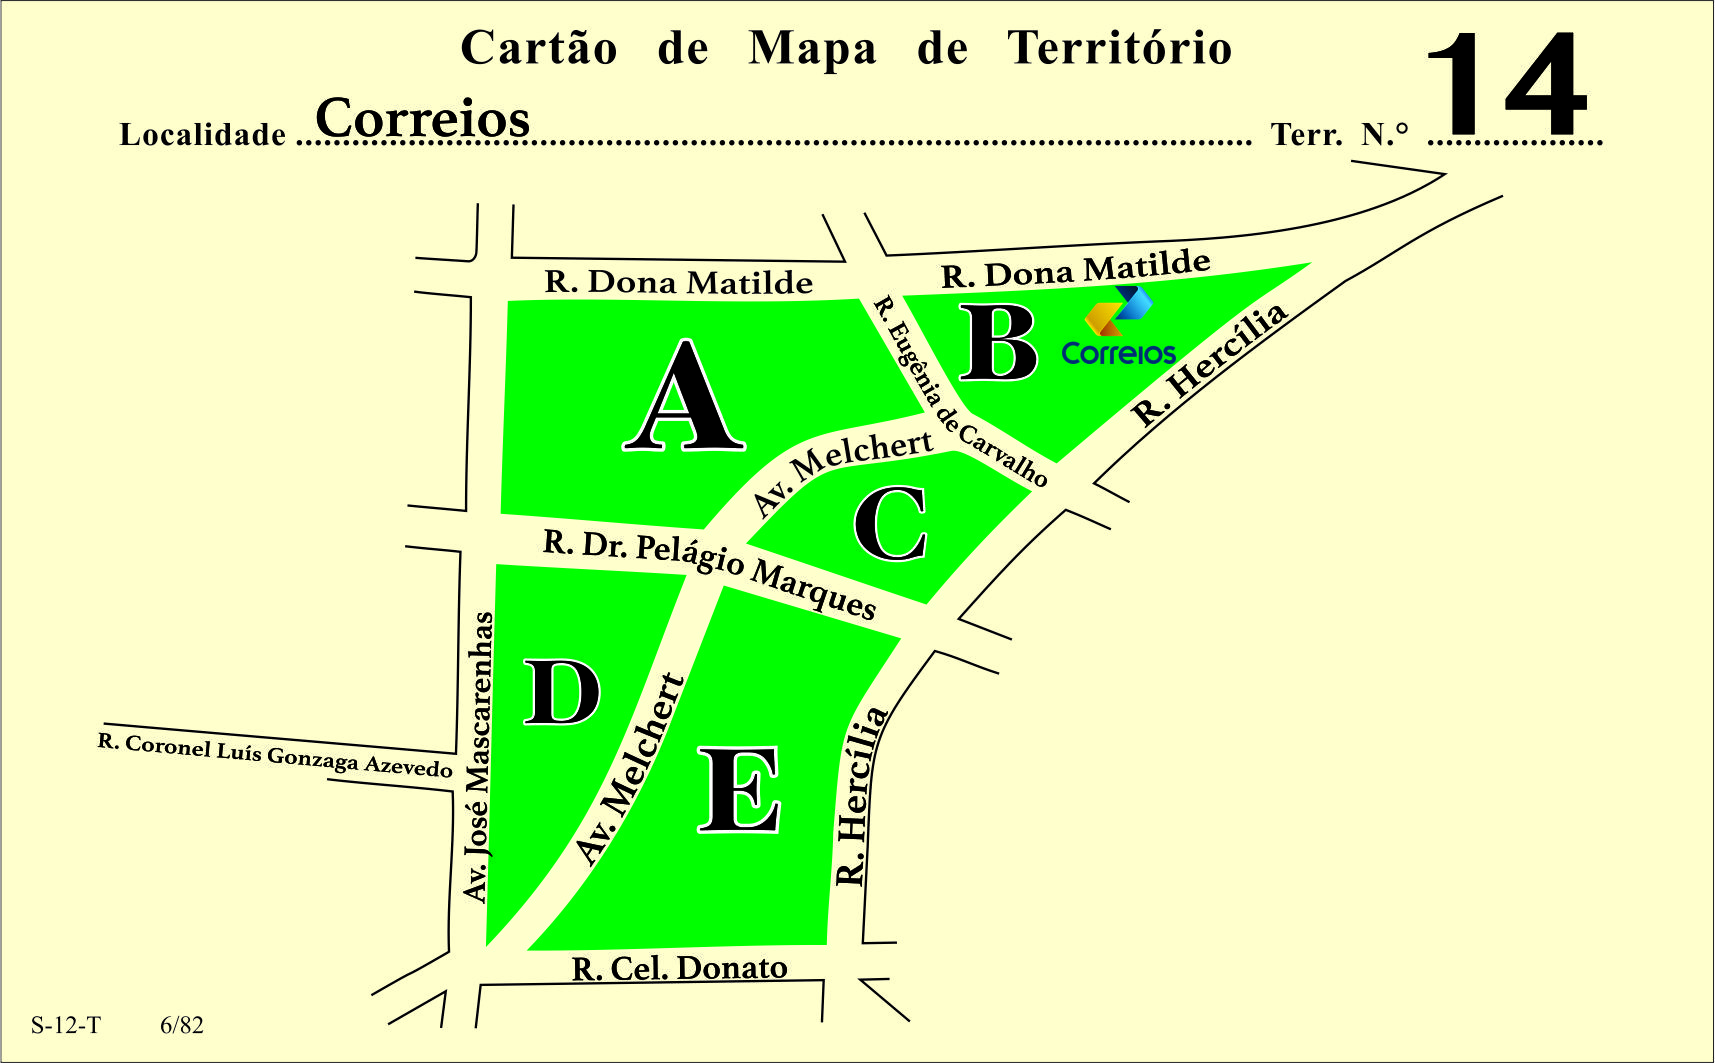 Cartão de Mapa de Território
Localidade Correios Terr. N.° 14
R. Dona Matilde
R. Dona Matilde
A
R. Eugênia de Carvalho
B
Correios
R. Hercília
Av. Melchert
C
R. Dr. Pelágio Marques
D
Av. José Mascarenhas
Av. Melchert
E
R. Hercília
R. Coronel Luís Gonzaga Azevedo
R. Cel. Donato
S-12-T 6/82